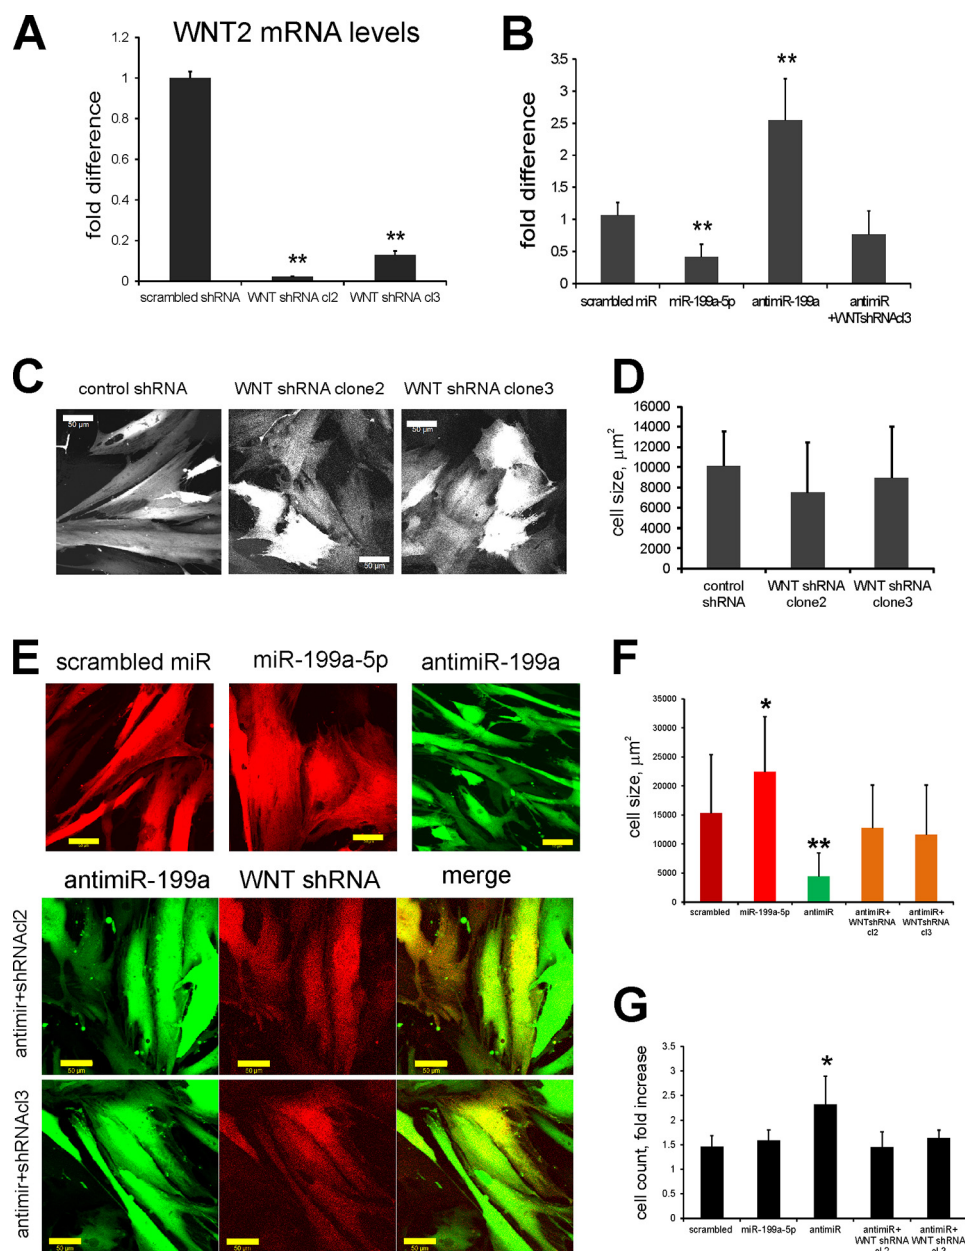 A
WNT2 mRNA levels
fold difference
1.2
1
0.8
0.6
0.4
0.2
0
**
**
scrambled shRNA
WNT shRNA cl2
WNT shRNA cl3
B
fold difference
3.5
3
2.5
2
1.5
1
0.5
0
**
**
scrambled miR
miR-199a-5p
antimiR-199a
antimiR
+WNTshRNAcl3
C
control shRNA
WNT shRNA clone2
WNT shRNA clone3
50 µm
50 µm
50 µm
D
cell size, µm2
16000
14000
12000
10000
8000
6000
4000
2000
0
control
shRNA
WNT shRNA
clone2
WNT shRNA
clone3
E
scrambled miR
miR-199a-5p
antimiR-199a
antimiR-199a
WNT shRNA
merge
antimir+shRNAcl2
50 µm
50 µm
50 µm
antimir+shRNAcl3
50 µm
50 µm
50 µm
F
cell size, µm2
35000
30000
25000
20000
15000
10000
5000
0
*
**
scrambled
miR-199a-5p
antimiR
antimiR+
WNTshRNA
cl2
antimiR+
WNTshRNA
cl3
G
cell count, fold increase
3.5
3
2.5
2
1.5
1
0.5
0
*
scrambled
miR-199a-5p
antimiR
antimiR+
WNT shRNA
cl 2
antimiR+
WNT shRNA
cl 3